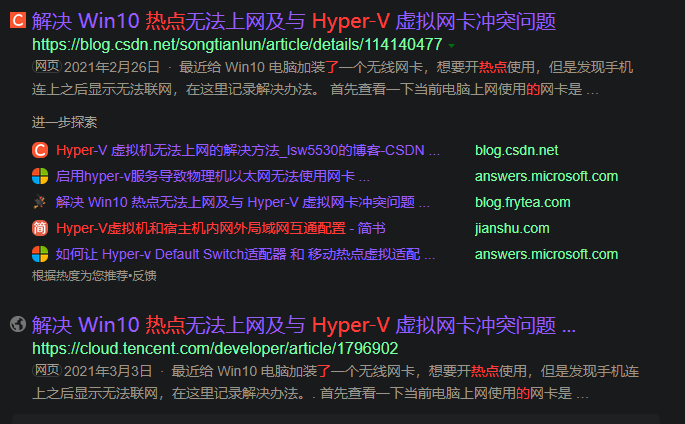 解决 Win10 热点无法上网及与 Hyper-V 虚拟网卡冲突问题
https://blog.csdn.net/songtianlun/article/details/114140477
网页 2021年2月26日 · 最近给 Win10 电脑加装了一个无线网卡，想要开热点使用，但是发现手机
连上之后显示无法联网，在这里记录解决办法。 首先查看一下当前电脑上网使用的网卡是 ...
进一步探索
Hyper-V 虚拟机无法上网的解决方法_lsw5530的博客-CSDN ... blog.csdn.net
启用hyper-v服务导致物理机以太网无法使用网卡 ... answers.microsoft.com
解决 Win10 热点无法上网及与 Hyper-V 虚拟网卡冲突问题 ... blog.frytea.com
简 Hyper-V虚拟机和宿主机内网外局域网互通配置 - 简书 jianshu.com
如何让 Hyper-v Default Switch适配器 和 移动热点虚拟适配 ... answers.microsoft.com
根据热度为您推荐•反馈
解决 Win10 热点无法上网及与 Hyper-V 虚拟网卡冲突问题 ...
https://cloud.tencent.com/developer/article/1796902
网页 2021年3月3日 · 最近给 Win10 电脑加装了一个无线网卡，想要开热点使用，但是发现手机连
上之后显示无法联网，在这里记录解决办法。. 首先查看一下当前电脑上网使用的网卡是 ...